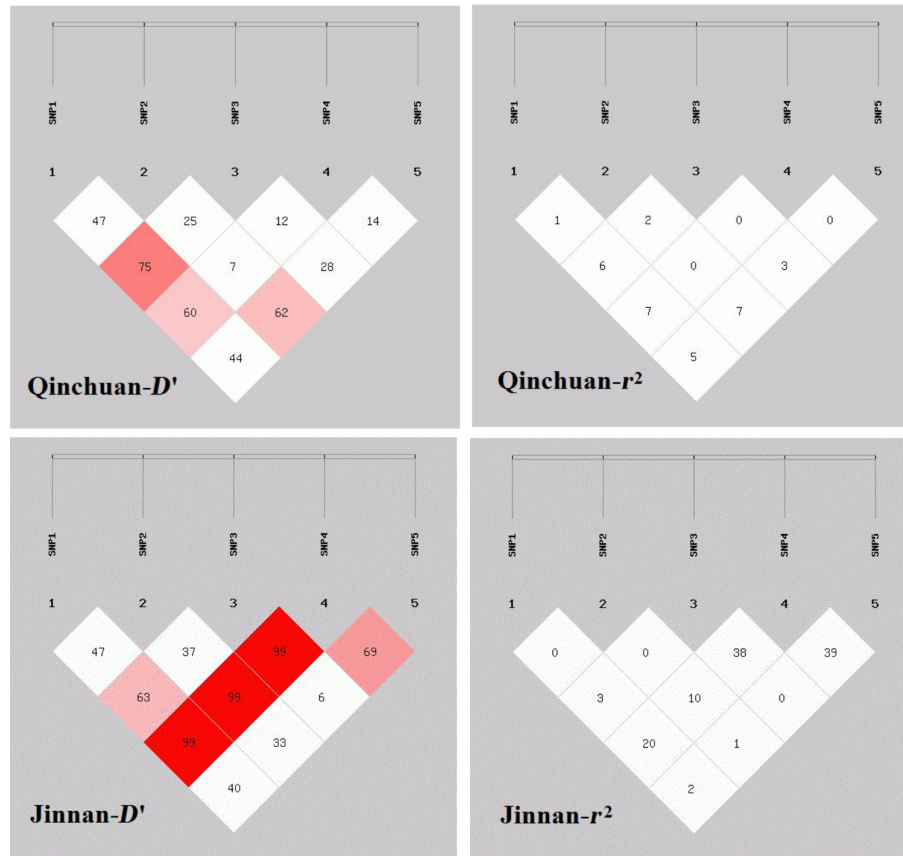 SNP1 SNP2 SNP3 SNP4 SNP5
1 2 3 4 5
47 25 12 14
75 7 28
60 62
44
Qinchuan-D'
SNP1 SNP2 SNP3 SNP4 SNP5
1 2 3 4 5
1 2 0 0
6 0 3
7 7
5
Qinchuan-r²
SNP1 SNP2 SNP3 SNP4 SNP5
1 2 3 4 5
47 37 99 69
63 99 6
99 33
40
Jinnan-D'
SNP1 SNP2 SNP3 SNP4 SNP5
1 2 3 4 5
0 0 38 39
3 10 0
20 1
2
Jinnan-r²